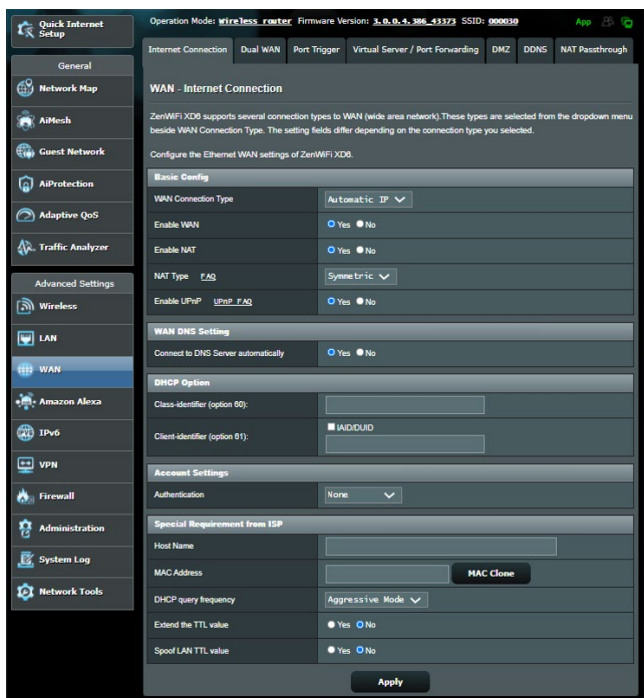 Quick Internet
Setup
Operation Mode: Wireless router Firmware Version: 3.0.0.4.386_43373 SSID: 000030
App
Internet Connection Dual WAN Port Trigger Virtual Server / Port Forwarding DMZ DDNS NAT Passthrough
General
Network Map
AiMesh
Guest Network
AiProtection
Adaptive QoS
Traffic Analyzer
Advanced Settings
Wireless
LAN
WAN
Amazon Alexa
IPv6
VPN
Firewall
Administration
System Log
Network Tools
WAN - Internet Connection
ZenWiFi XD6 supports several connection types to WAN (wide area network).These types are selected from the dropdown menu
beside WAN Connection Type. The setting fields differ depending on the connection type you selected.
Configure the Ethernet WAN settings of ZenWiFi XD6.
Basic Config
WAN Connection Type Automatic IP
Enable WAN Yes No
Enable NAT Yes No
NAT Type FAQ Symmetric
Enable UPnP UPnP FAQ Yes No
WAN DNS Setting
Connect to DNS Server automatically Yes No
DHCP Option
Class-identifier (option 60):
IAID/DUID
Client-identifier (option 61):
Account Settings
Authentication None
Special Requirement from ISP
Host Name
MAC Address MAC Clone
DHCP query frequency Aggressive Mode
Extend the TTL value Yes No
Spoof LAN TTL value Yes No
Apply